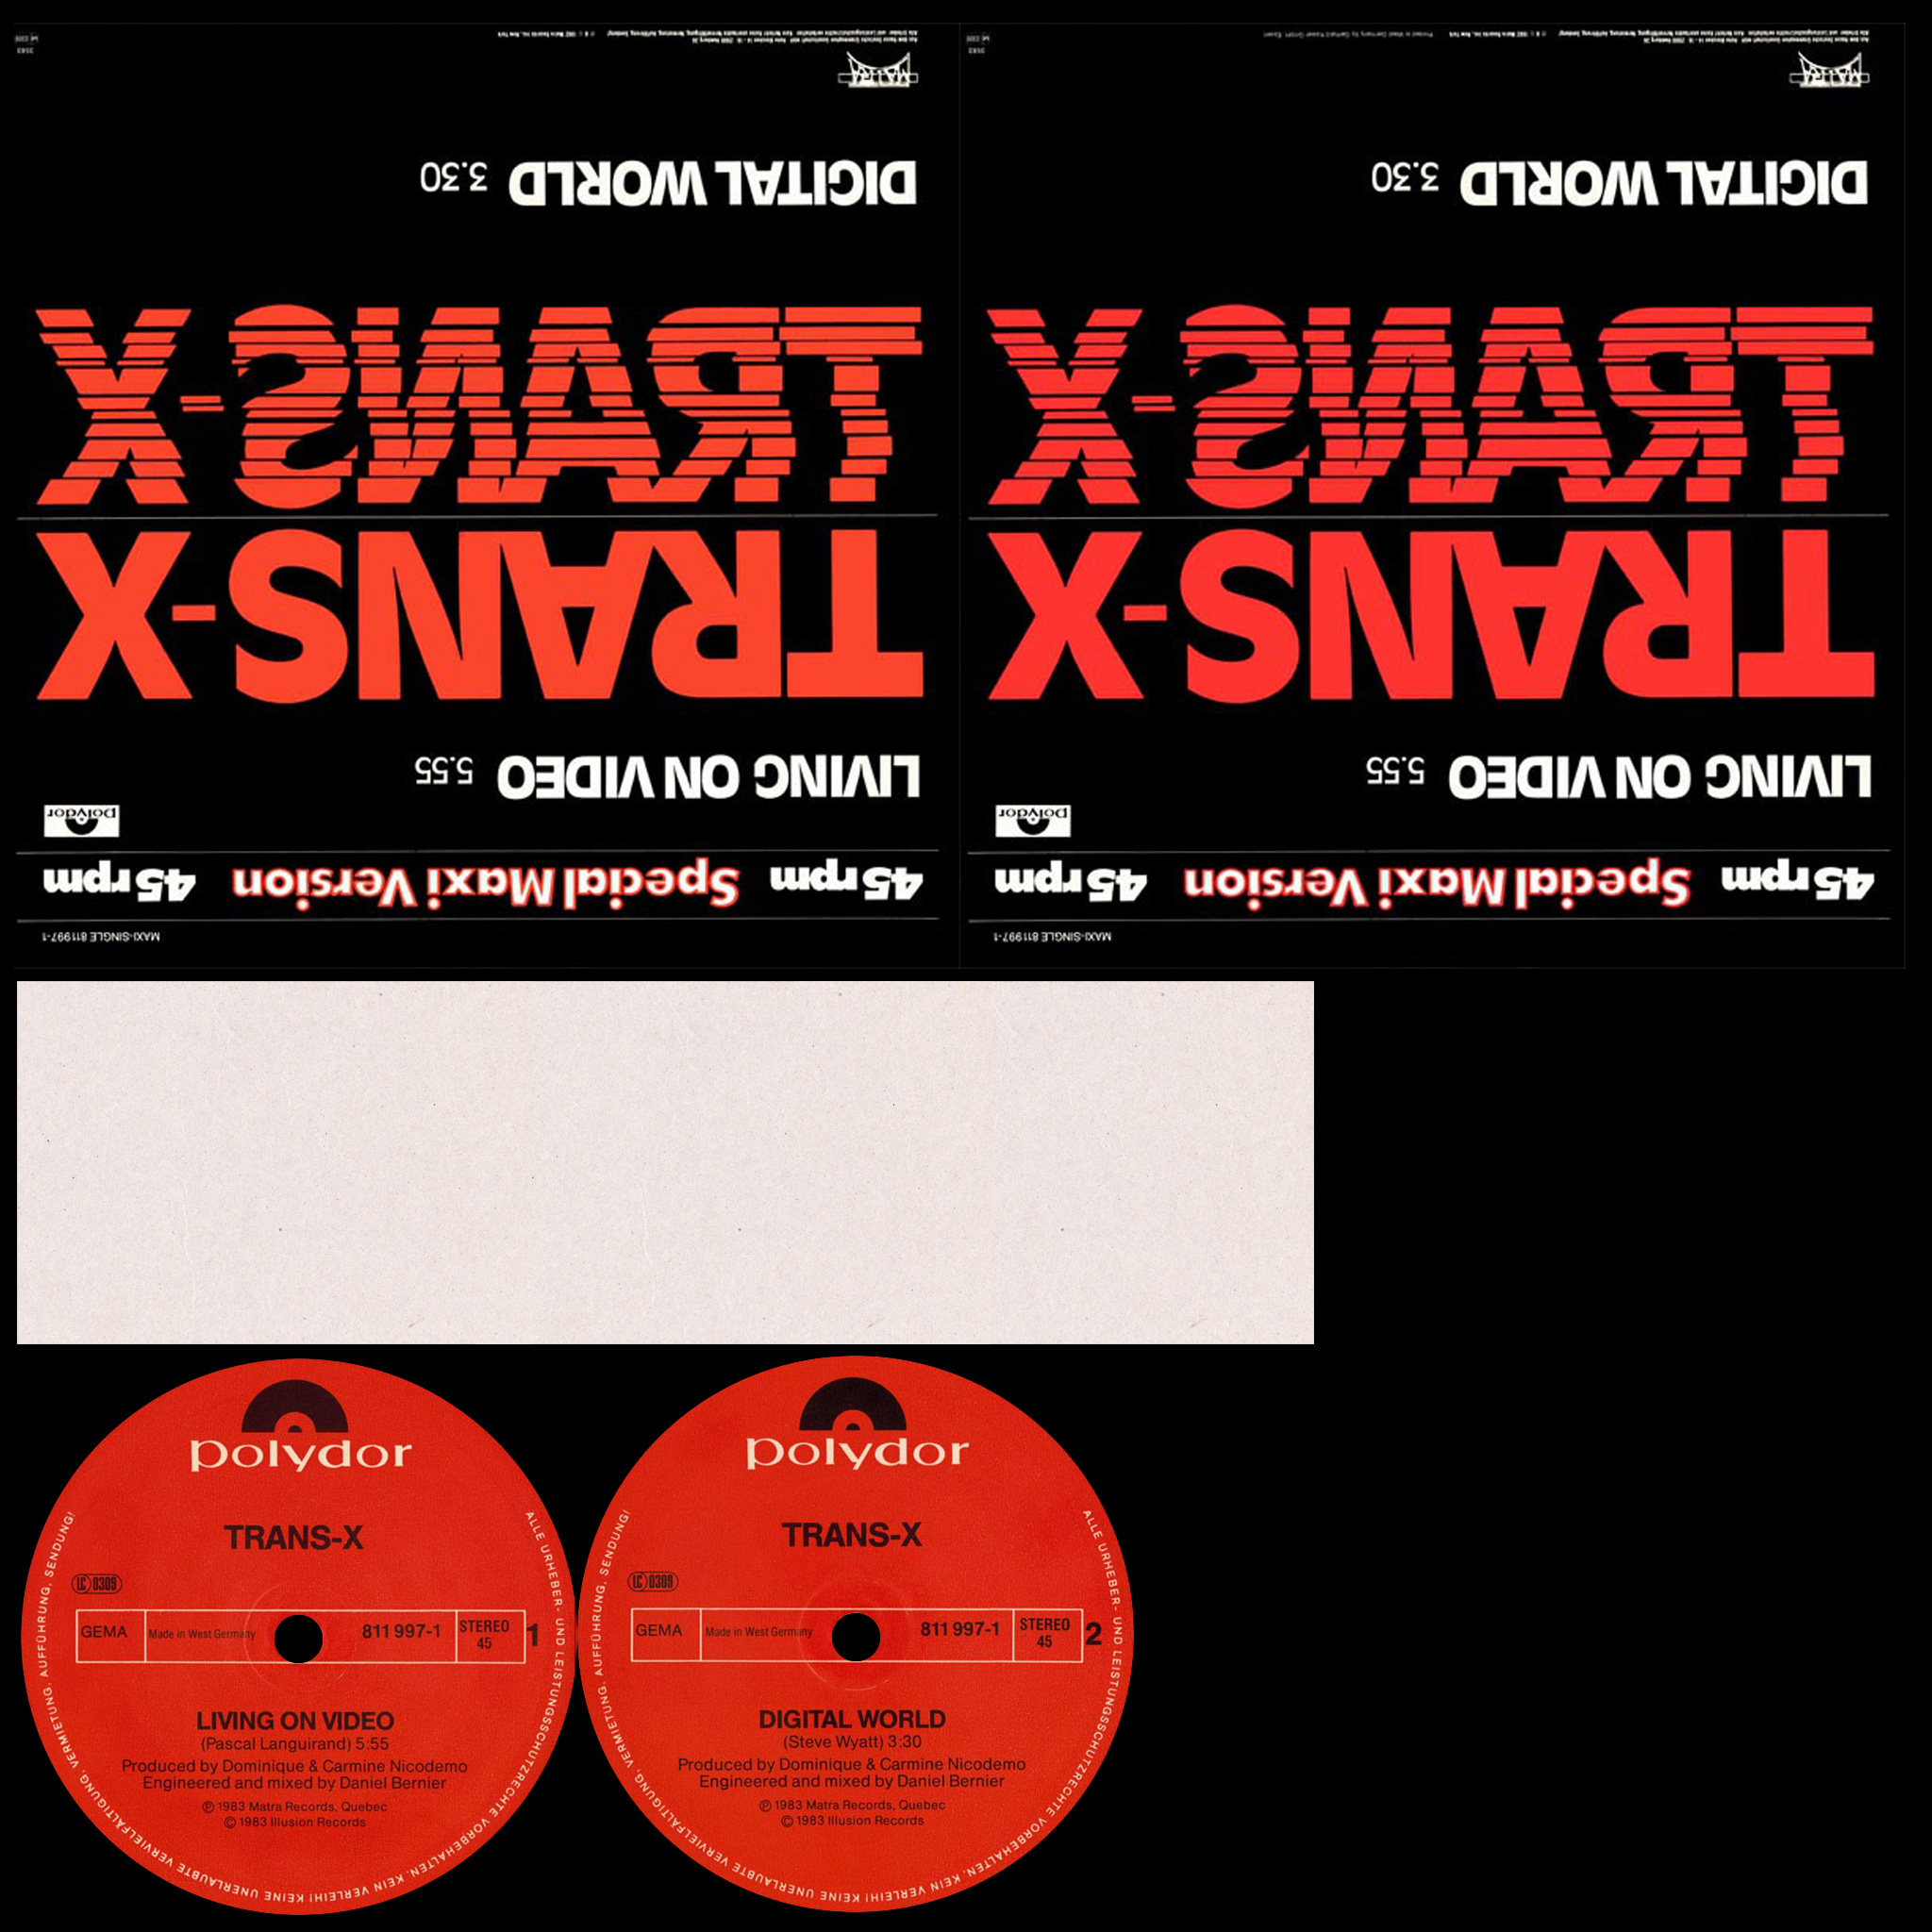 MAXI-SINGLE 811 997-1
45 rpm Special Maxi Version 45 rpm
polydor
LIVING ON VIDEO 5.55
TRANS-X
TRANS-X
DIGITAL WORLD 3.30
MATRA
3583
MAXI-SINGLE 811 997-1
45 rpm Special Maxi Version 45 rpm
polydor
LIVING ON VIDEO 5.55
TRANS-X
TRANS-X
DIGITAL WORLD 3.30
MATRA
3583
polydor
TRANS-X
LC 0309
GEMA
Made in West Germany
811 997-1
STEREO
45
1
LIVING ON VIDEO
(Pascal Languirand) 5:55
Produced by Dominique & Carmine Nicodemo
Engineered and mixed by Daniel Bernier
℗ 1983 Matra Records, Quebec
© 1983 Illusion Records
ALLE URHEBER- UND LEISTUNGSSCHUTZRECHTE VORBEHALTEN. KEIN VERLEIH! KEINE UNERLAUBTE VERVIELFÄLTIGUNG, VERMIETUNG, AUFFÜHRUNG, SENDUNG!
polydor
TRANS-X
LC 0309
GEMA
Made in West Germany
811 997-1
STEREO
45
2
DIGITAL WORLD
(Steve Wyatt) 3:30
Produced by Dominique & Carmine Nicodemo
Engineered and mixed by Daniel Bernier
℗ 1983 Matra Records, Quebec
© 1983 Illusion Records
ALLE URHEBER- UND LEISTUNGSSCHUTZRECHTE VORBEHALTEN. KEIN VERLEIH! KEINE UNERLAUBTE VERVIELFÄLTIGUNG, VERMIETUNG, AUFFÜHRUNG, SENDUNG!